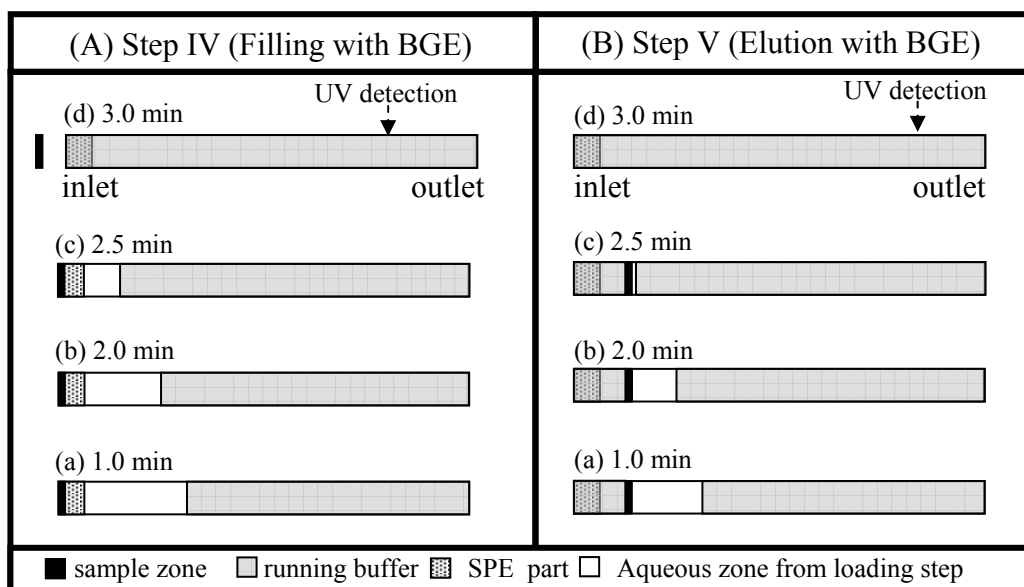 (A) Step IV (Filling with BGE)
(B) Step V (Elution with BGE)
UV detection
(d) 3.0 min
inlet outlet
(c) 2.5 min
(b) 2.0 min
(a) 1.0 min
UV detection
(d) 3.0 min
inlet outlet
(c) 2.5 min
(b) 2.0 min
(a) 1.0 min
sample zone running buffer SPE part Aqueous zone from loading step